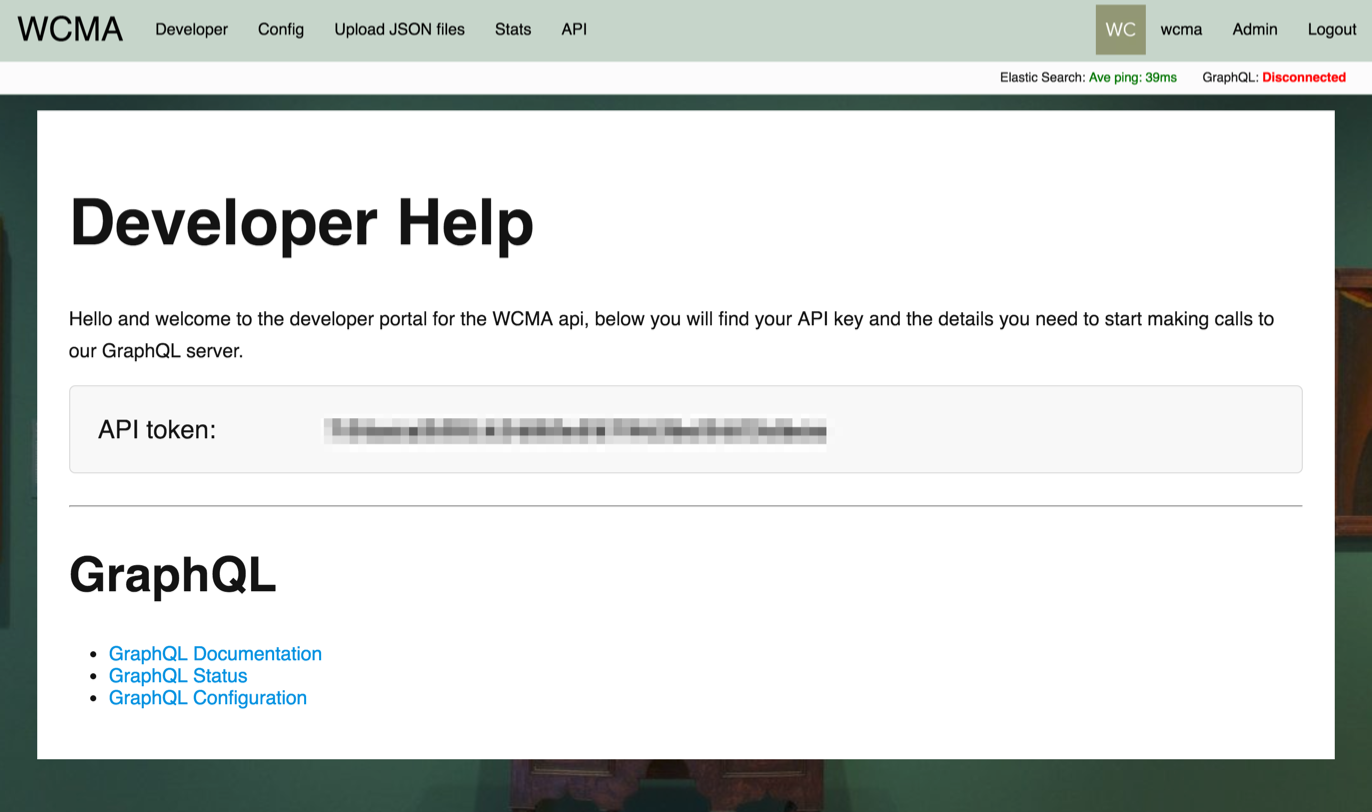 WCMA Developer Config Upload JSON files Stats API WC wcma Admin Logout
Elastic Search: Ave ping: 39ms GraphQL: Disconnected
Developer Help
Hello and welcome to the developer portal for the WCMA api, below you will find your API key and the details you need to start making calls to
our GraphQL server.
API token:
GraphQL
GraphQL Documentation
GraphQL Status
GraphQL Configuration